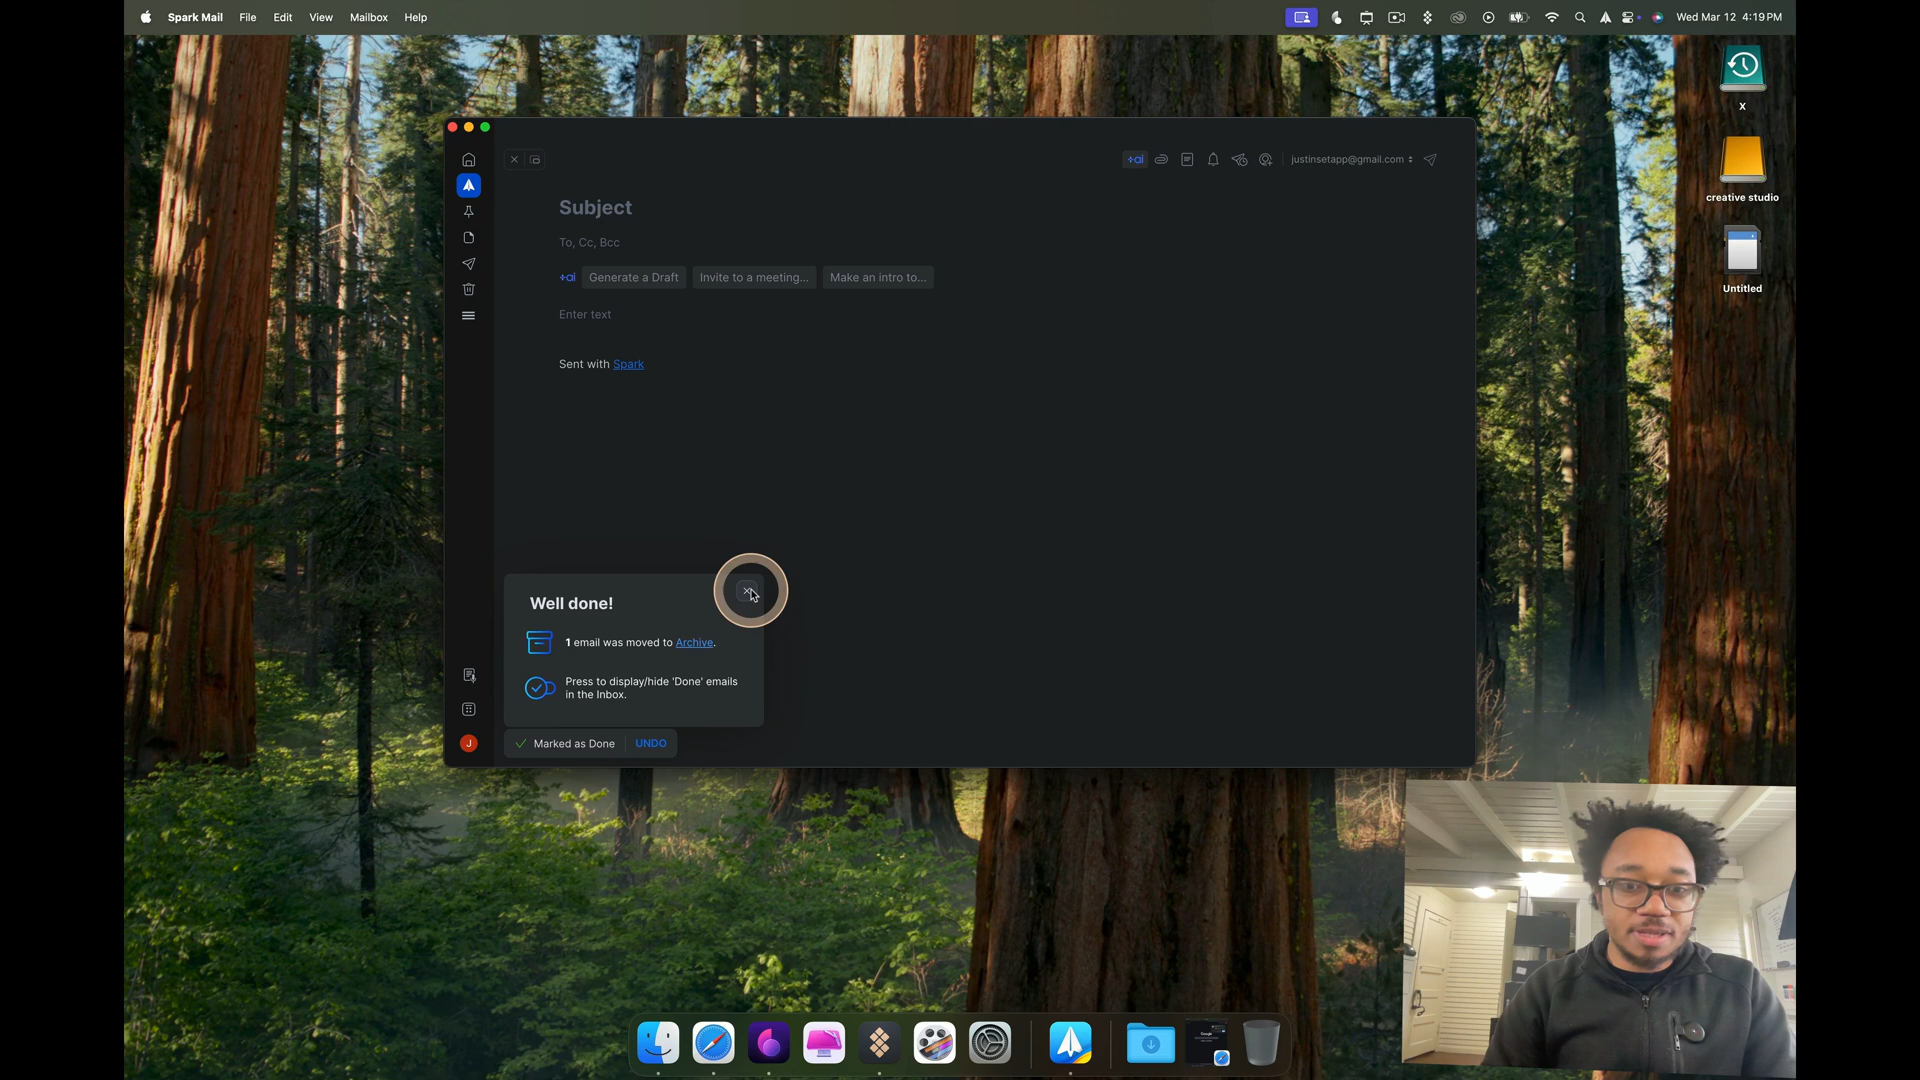 Spark Mail File Edit View Mailbox Help
Wed Mar 12 4:19 PM
X
creative studio
Untitled
+ai
justinsetapp@gmail.com
Subject
To, Cc, Bcc
+ai Generate a Draft Invite to a meeting... Make an intro to...
Enter text
Sent with Spark
Well done!
1 email was moved to Archive.
Press to display/hide 'Done' emails
in the Inbox.
Marked as Done UNDO
J